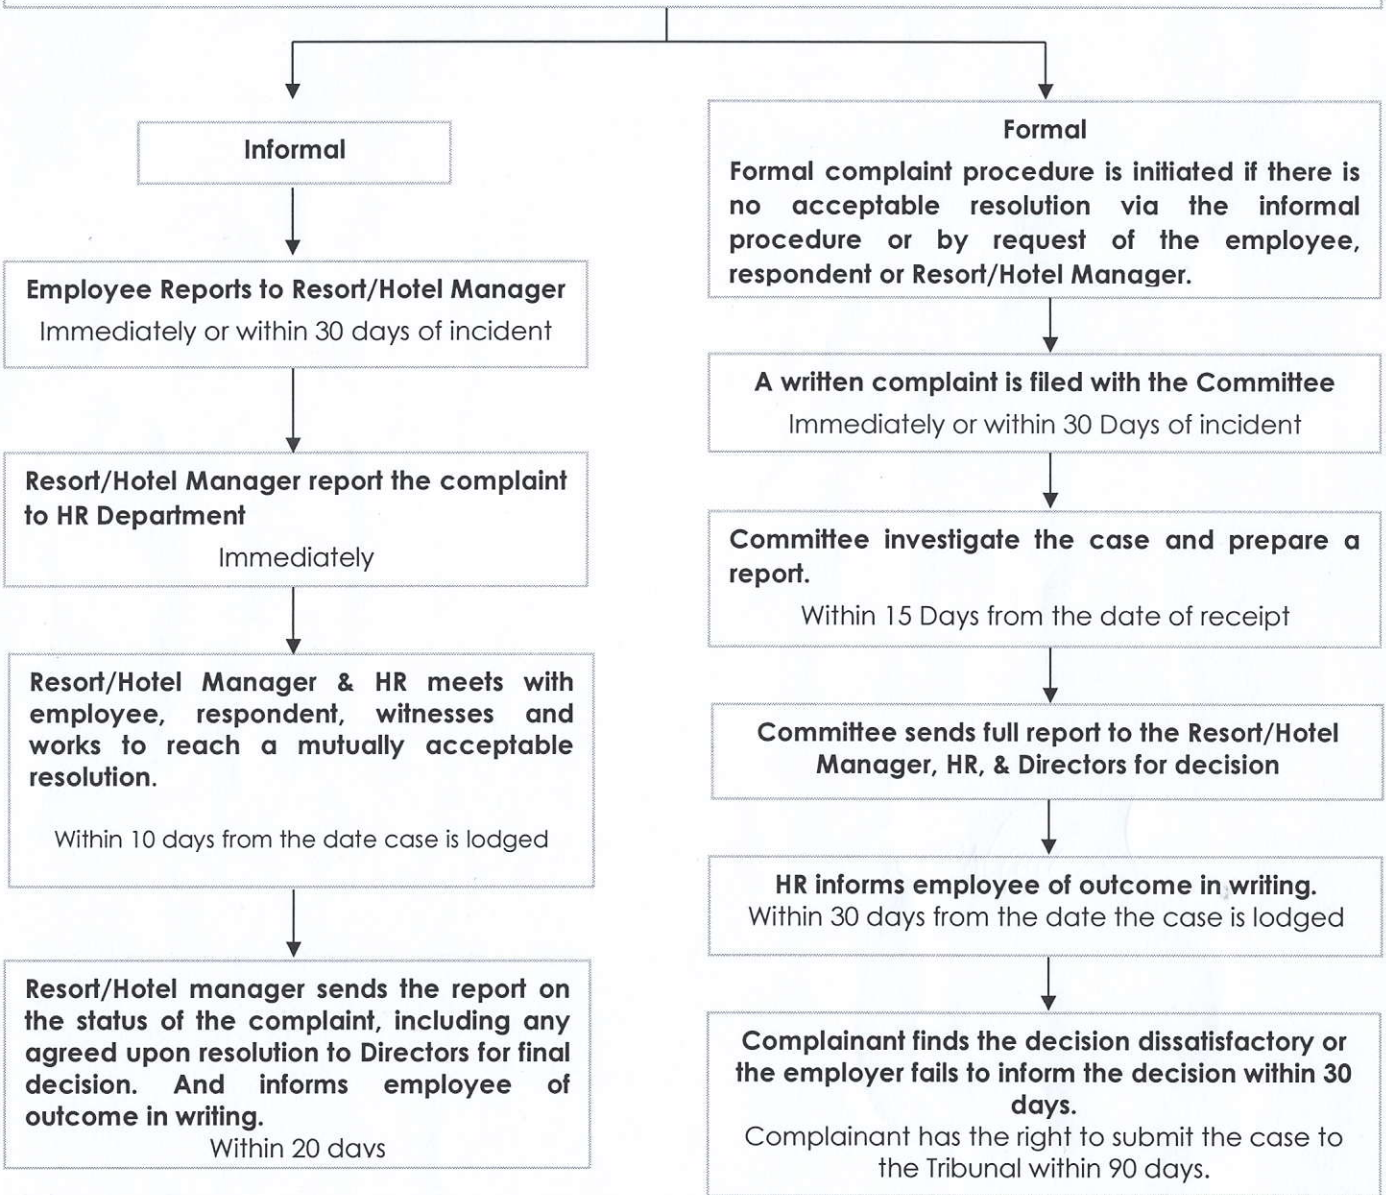 Informal
Employee Reports to Resort/Hotel Manager
Immediately or within 30 days of incident
Resort/Hotel Manager report the complaint
to HR Department
Immediately
Resort/Hotel Manager & HR meets with
employee, respondent, witnesses and
works to reach a mutually acceptable
resolution.
Within 10 days from the date case is lodged
Resort/Hotel manager sends the report on
the status of the complaint, including any
agreed upon resolution to Directors for final
decision. And informs employee of
outcome in writing.
Within 20 days
Formal
Formal complaint procedure is initiated if there is
no acceptable resolution via the informal
procedure or by request of the employee,
respondent or Resort/Hotel Manager.
A written complaint is filed with the Committee
Immediately or within 30 Days of incident
Committee investigate the case and prepare a
report.
Within 15 Days from the date of receipt
Committee sends full report to the Resort/Hotel
Manager, HR, & Directors for decision
HR informs employee of outcome in writing.
Within 30 days from the date the case is lodged
Complainant finds the decision dissatisfactory or
the employer fails to inform the decision within 30
days.
Complainant has the right to submit the case to
the Tribunal within 90 days.